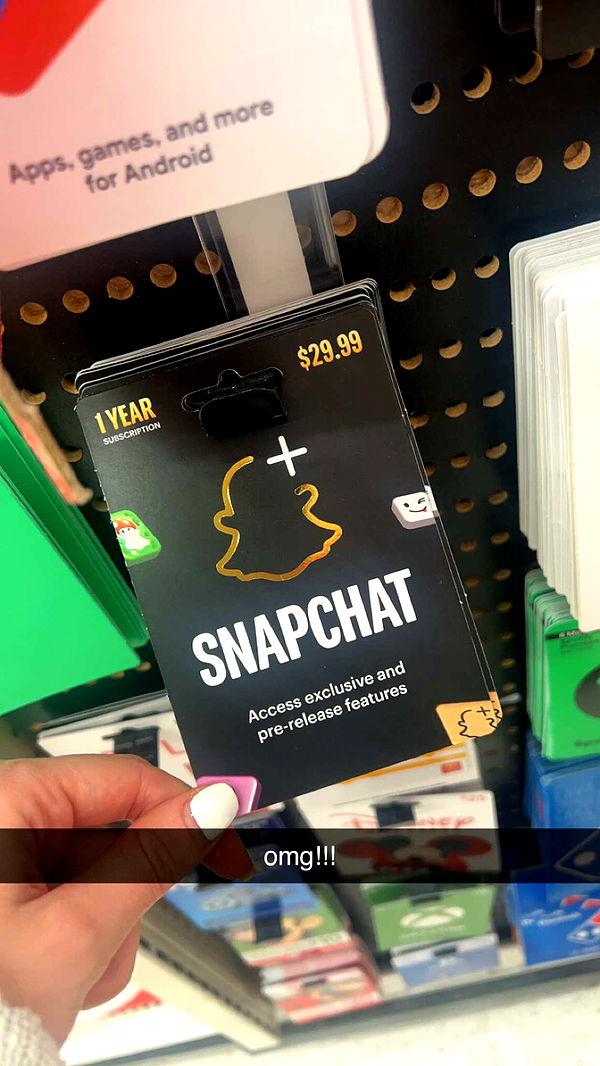 Apps, games, and more
for Android
$29.99
1 YEAR
SUBSCRIPTION
SNAPCHAT
Access exclusive and
pre-release features
omg!!!
DISNEY